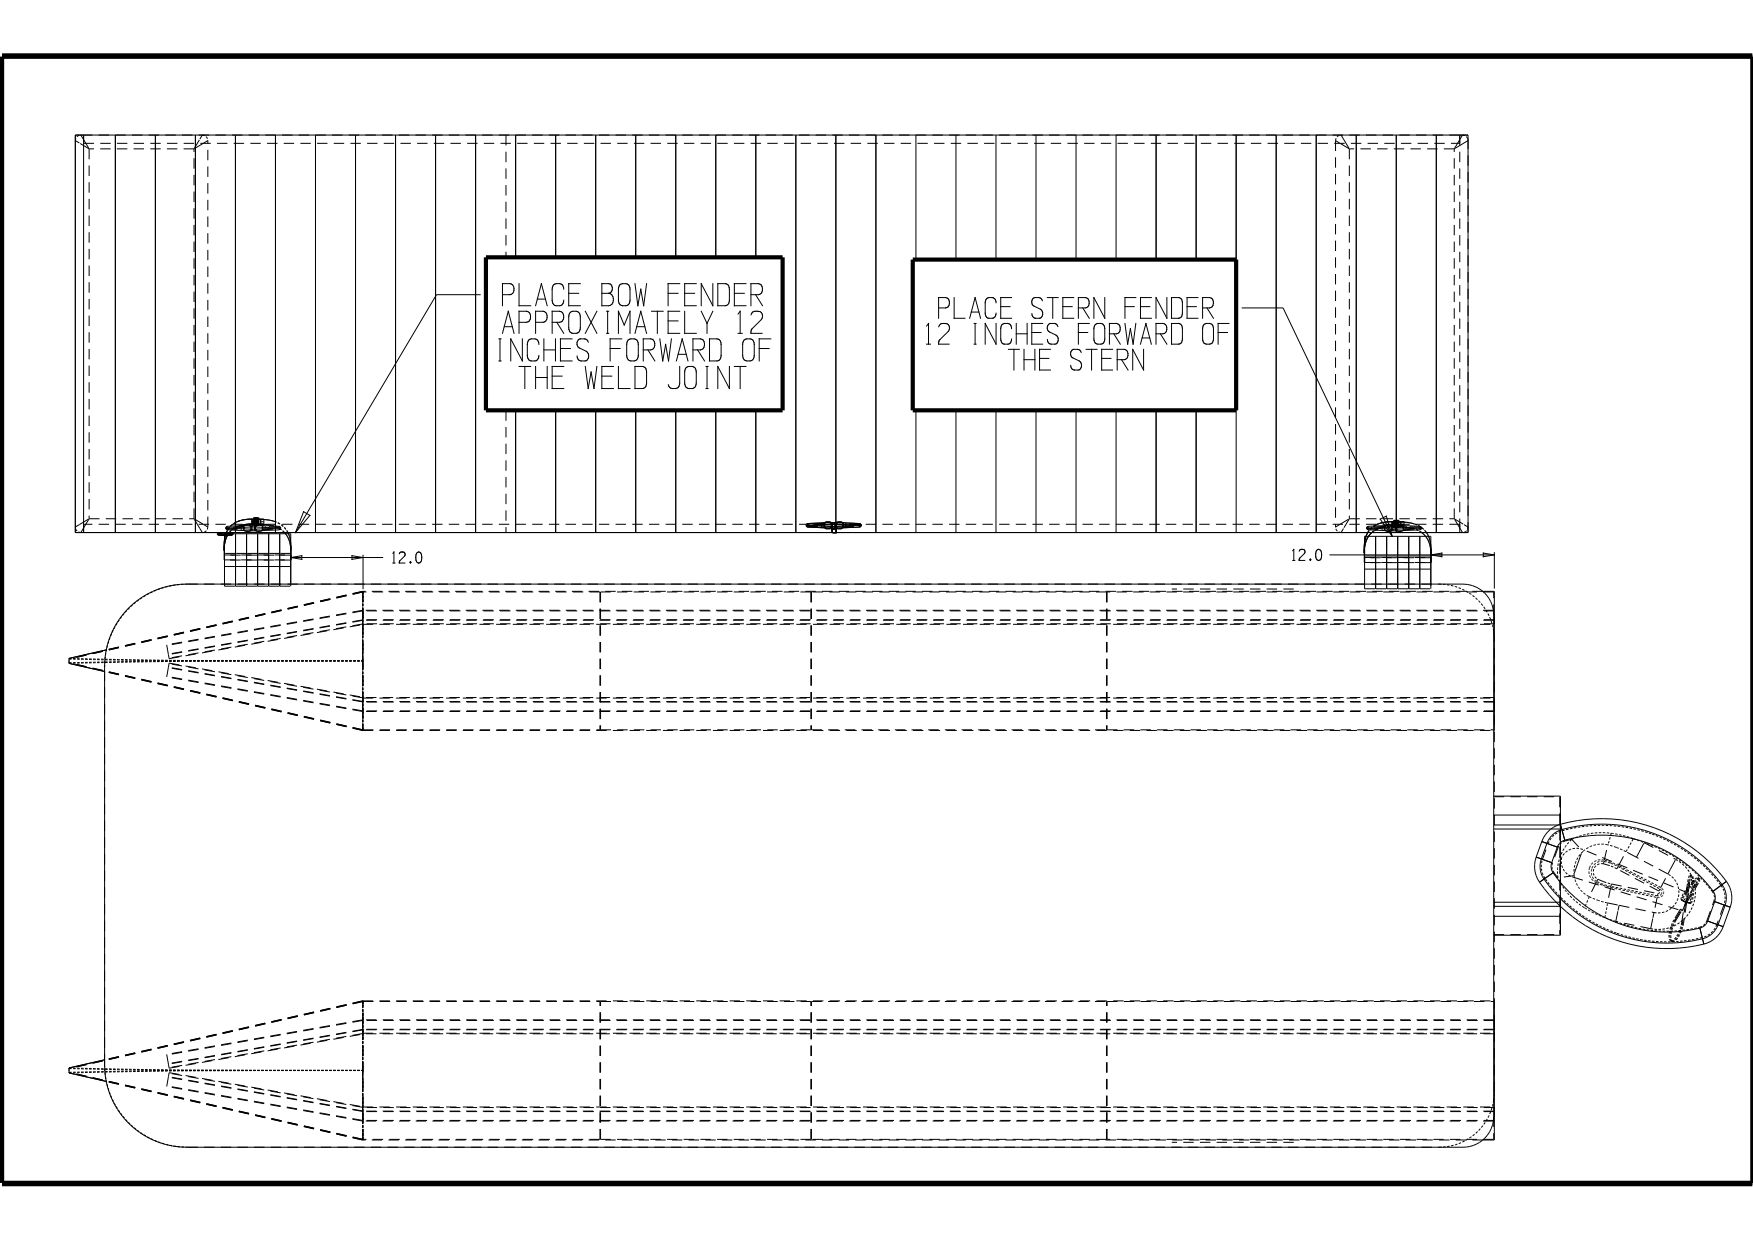 PLACE BOW FENDER
APPROXIMATELY 12
INCHES FORWARD OF
THE WELD JOINT
PLACE STERN FENDER
12 INCHES FORWARD OF
THE STERN
12.0
12.0